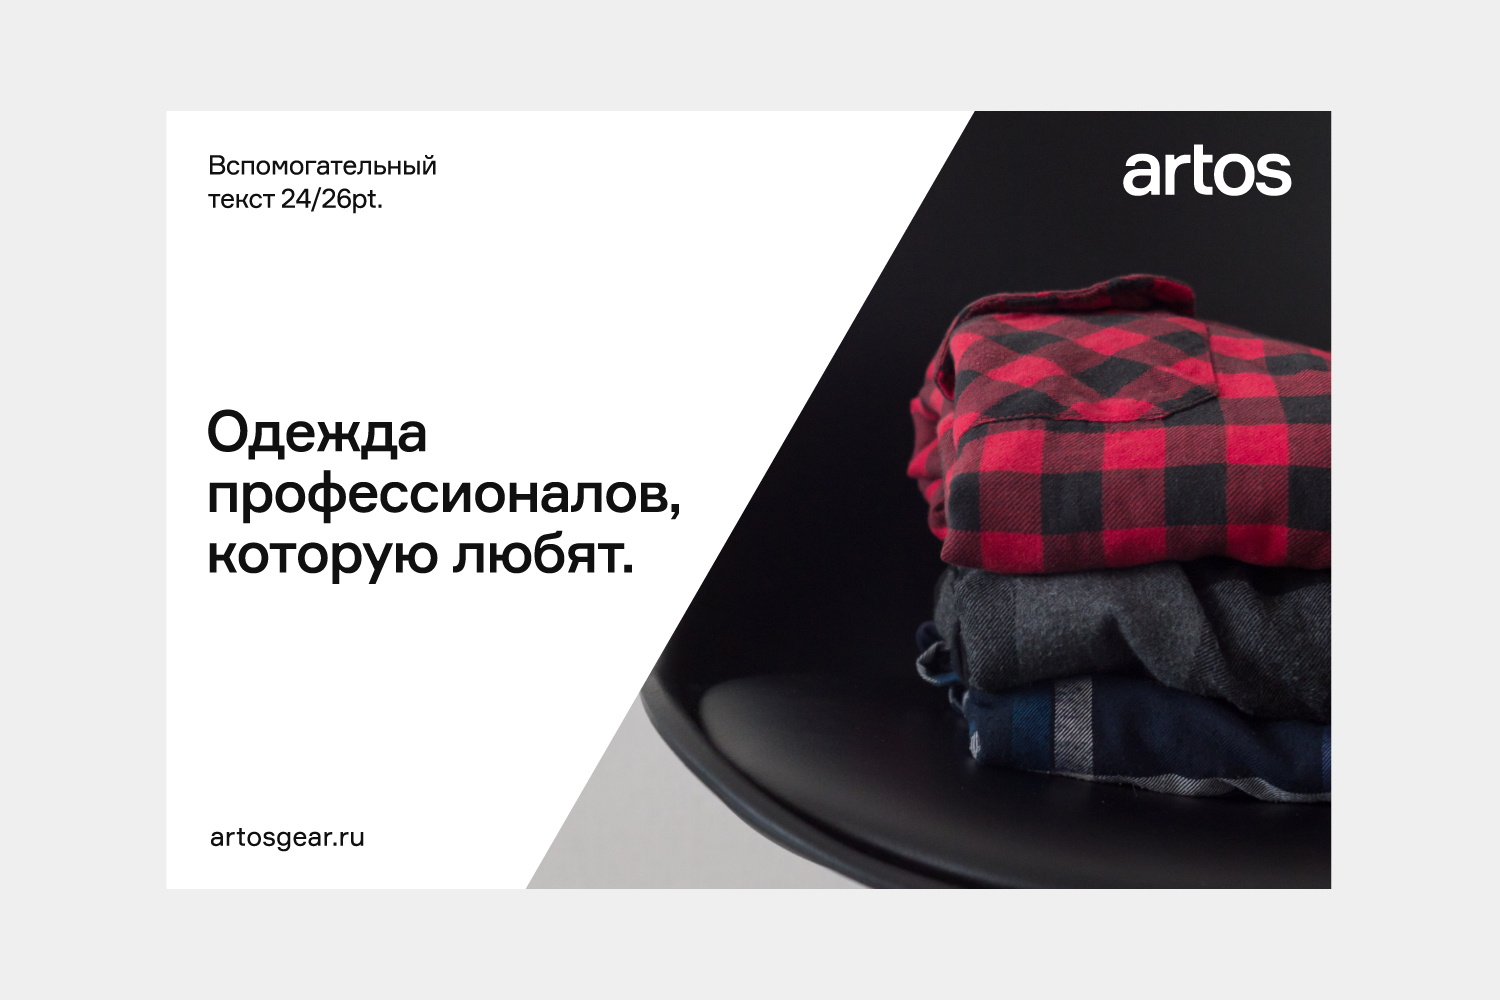 Вспомогательный
текст 24/26pt.
artos
Одежда
профессионалов,
которую любят.
artosgear.ru